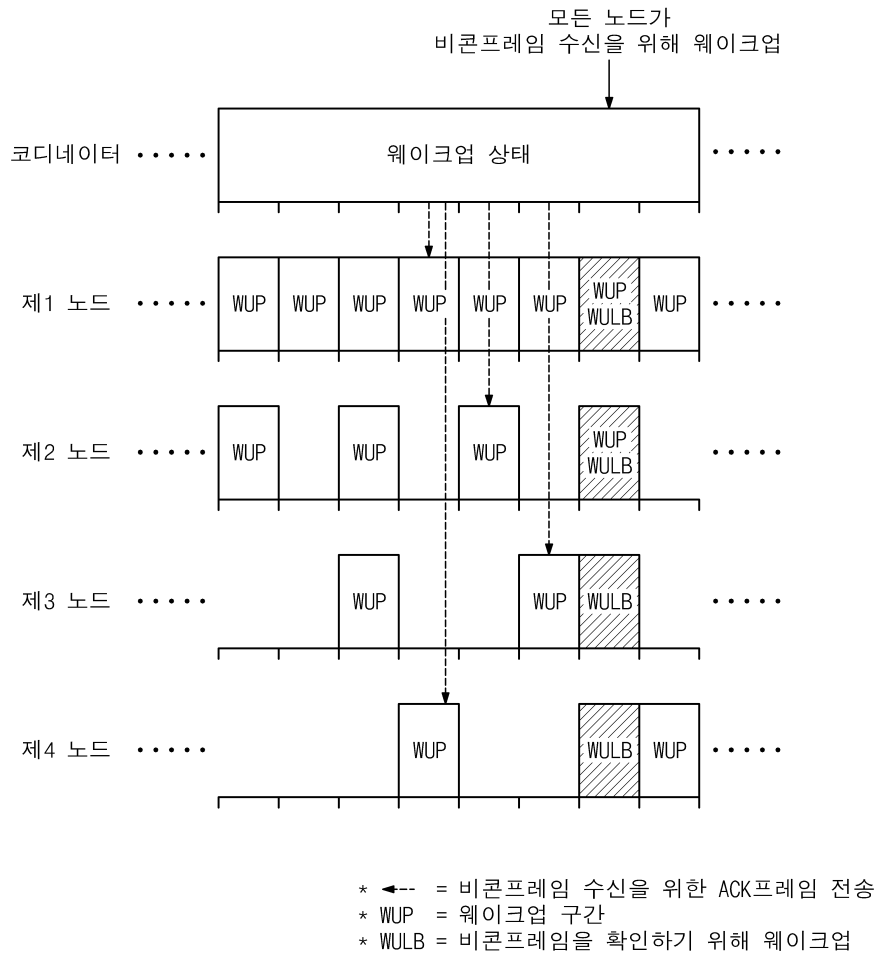 모든 노드가
비콘프레임 수신을 위해 웨이크업
코디네이터 ····· 웨이크업 상태 ·····
제1 노드 ····· WUP WUP WUP WUP WUP WUP WUP WULB WUP ·····
제2 노드 ····· WUP WUP WUP WUP WULB ·····
제3 노드 ····· WUP WUP WULB ·····
제4 노드 ····· WUP WULB WUP ·····
* = 비콘프레임 수신을 위한 ACK프레임 전송
* WUP = 웨이크업 구간
* WULB = 비콘프레임을 확인하기 위해 웨이크업